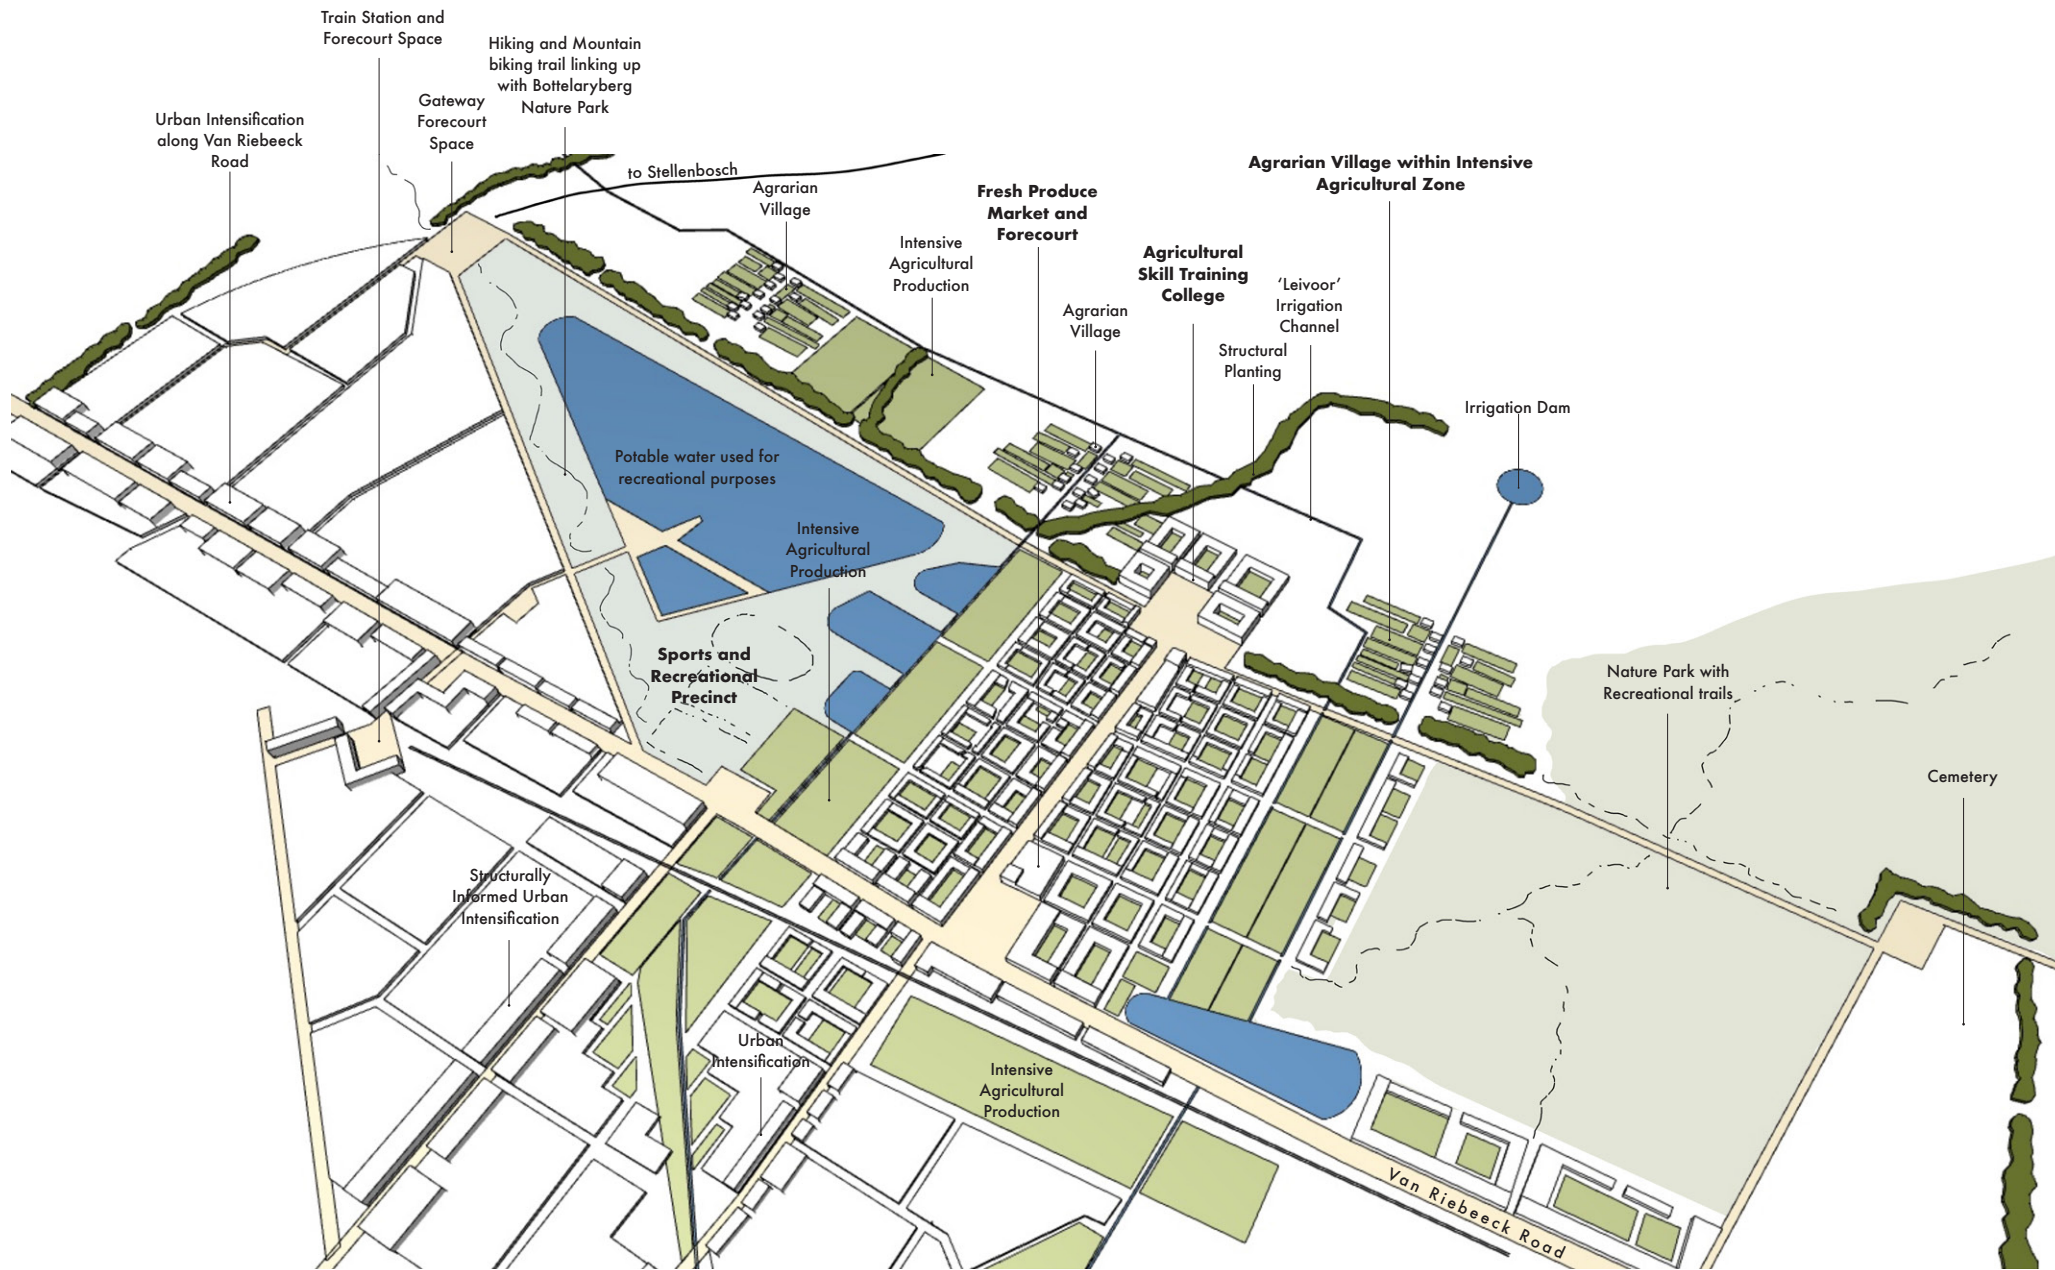 Train Station and
Forecourt Space
Hiking and Mountain
biking trail linking up
with Bottelaryberg
Nature Park
Gateway
Forecourt
Space
Urban Intensification
along Van Riebeeck
Road
to Stellenbosch
Agrarian
Village
Fresh Produce
Market and
Forecourt
Agrarian Village within Intensive
Agricultural Zone
Intensive
Agricultural
Production
Agricultural
Skill Training
College
Agrarian
Village
‘Leivoor’
Irrigation
Channel
Structural
Planting
Irrigation Dam
Potable water used for
recreational purposes
Intensive
Agricultural
Production
Sports and
Recreational
Precinct
Nature Park with
Recreational trails
Cemetery
Structurally
Informed Urban
Intensification
Urban
Intensification
Intensive
Agricultural
Production
Van Riebeeck Road